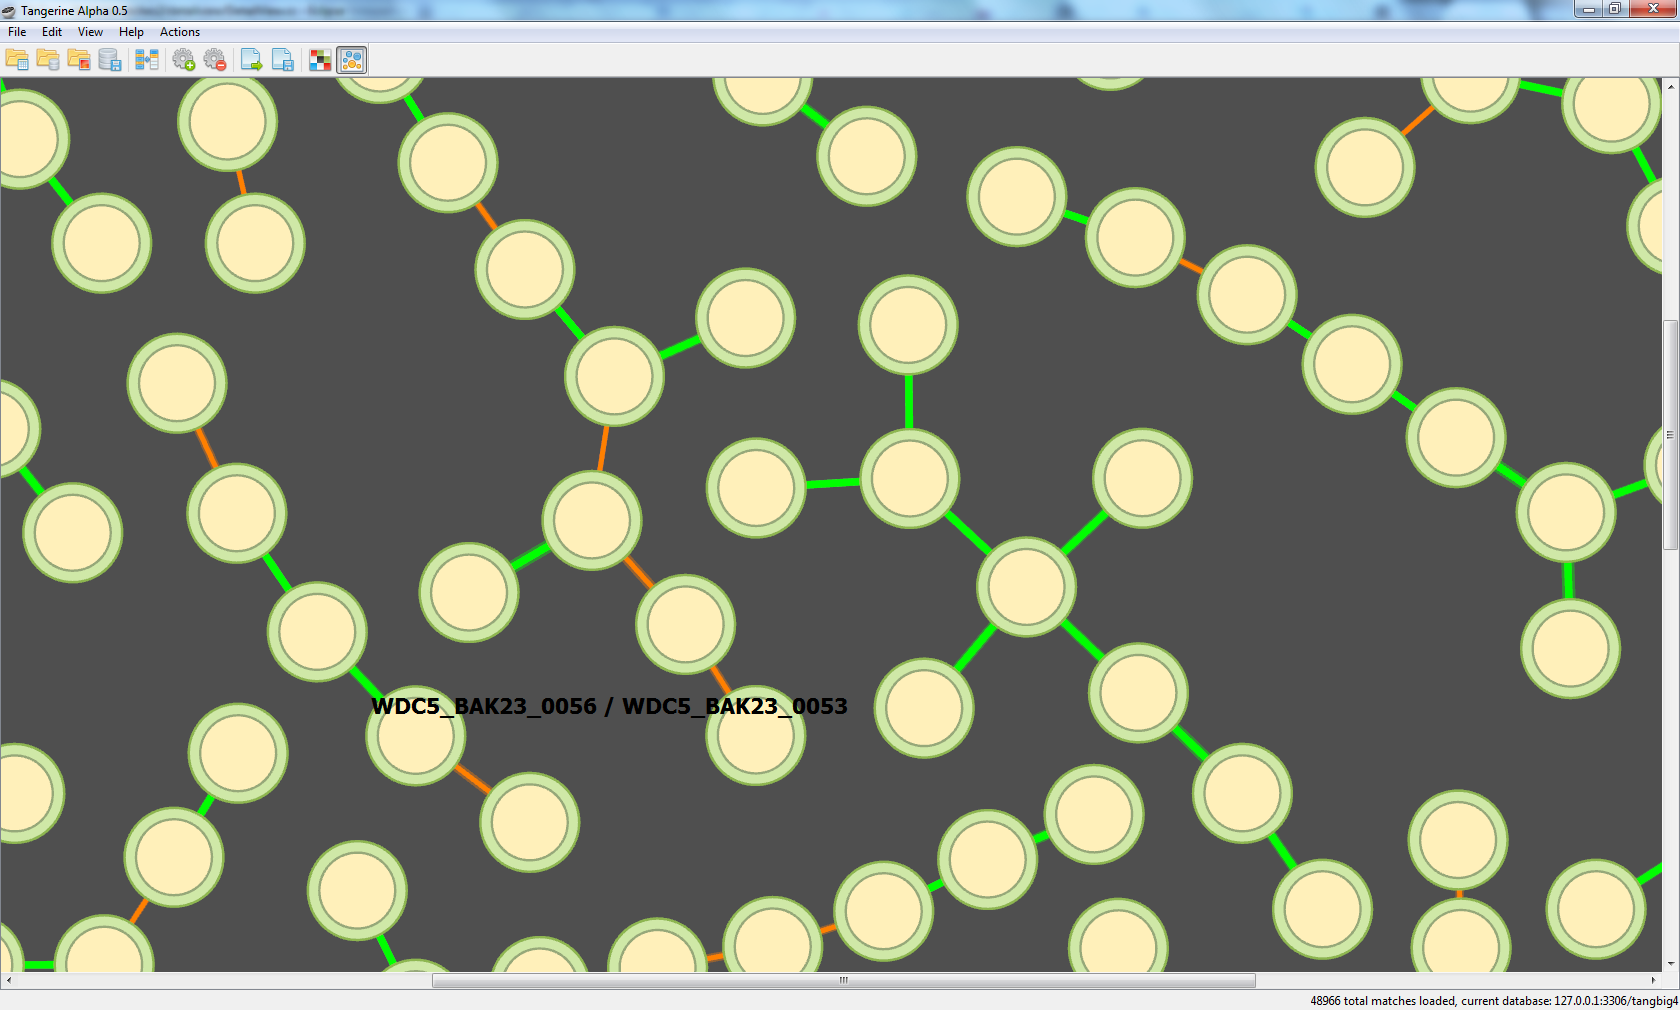 Tangerine Alpha 0.5
File Edit View Help Actions
WDC5_BAK23_0056 / WDC5_BAK23_0053
48966 total matches loaded, current database: 127.0.0.1:3306/tangbig4